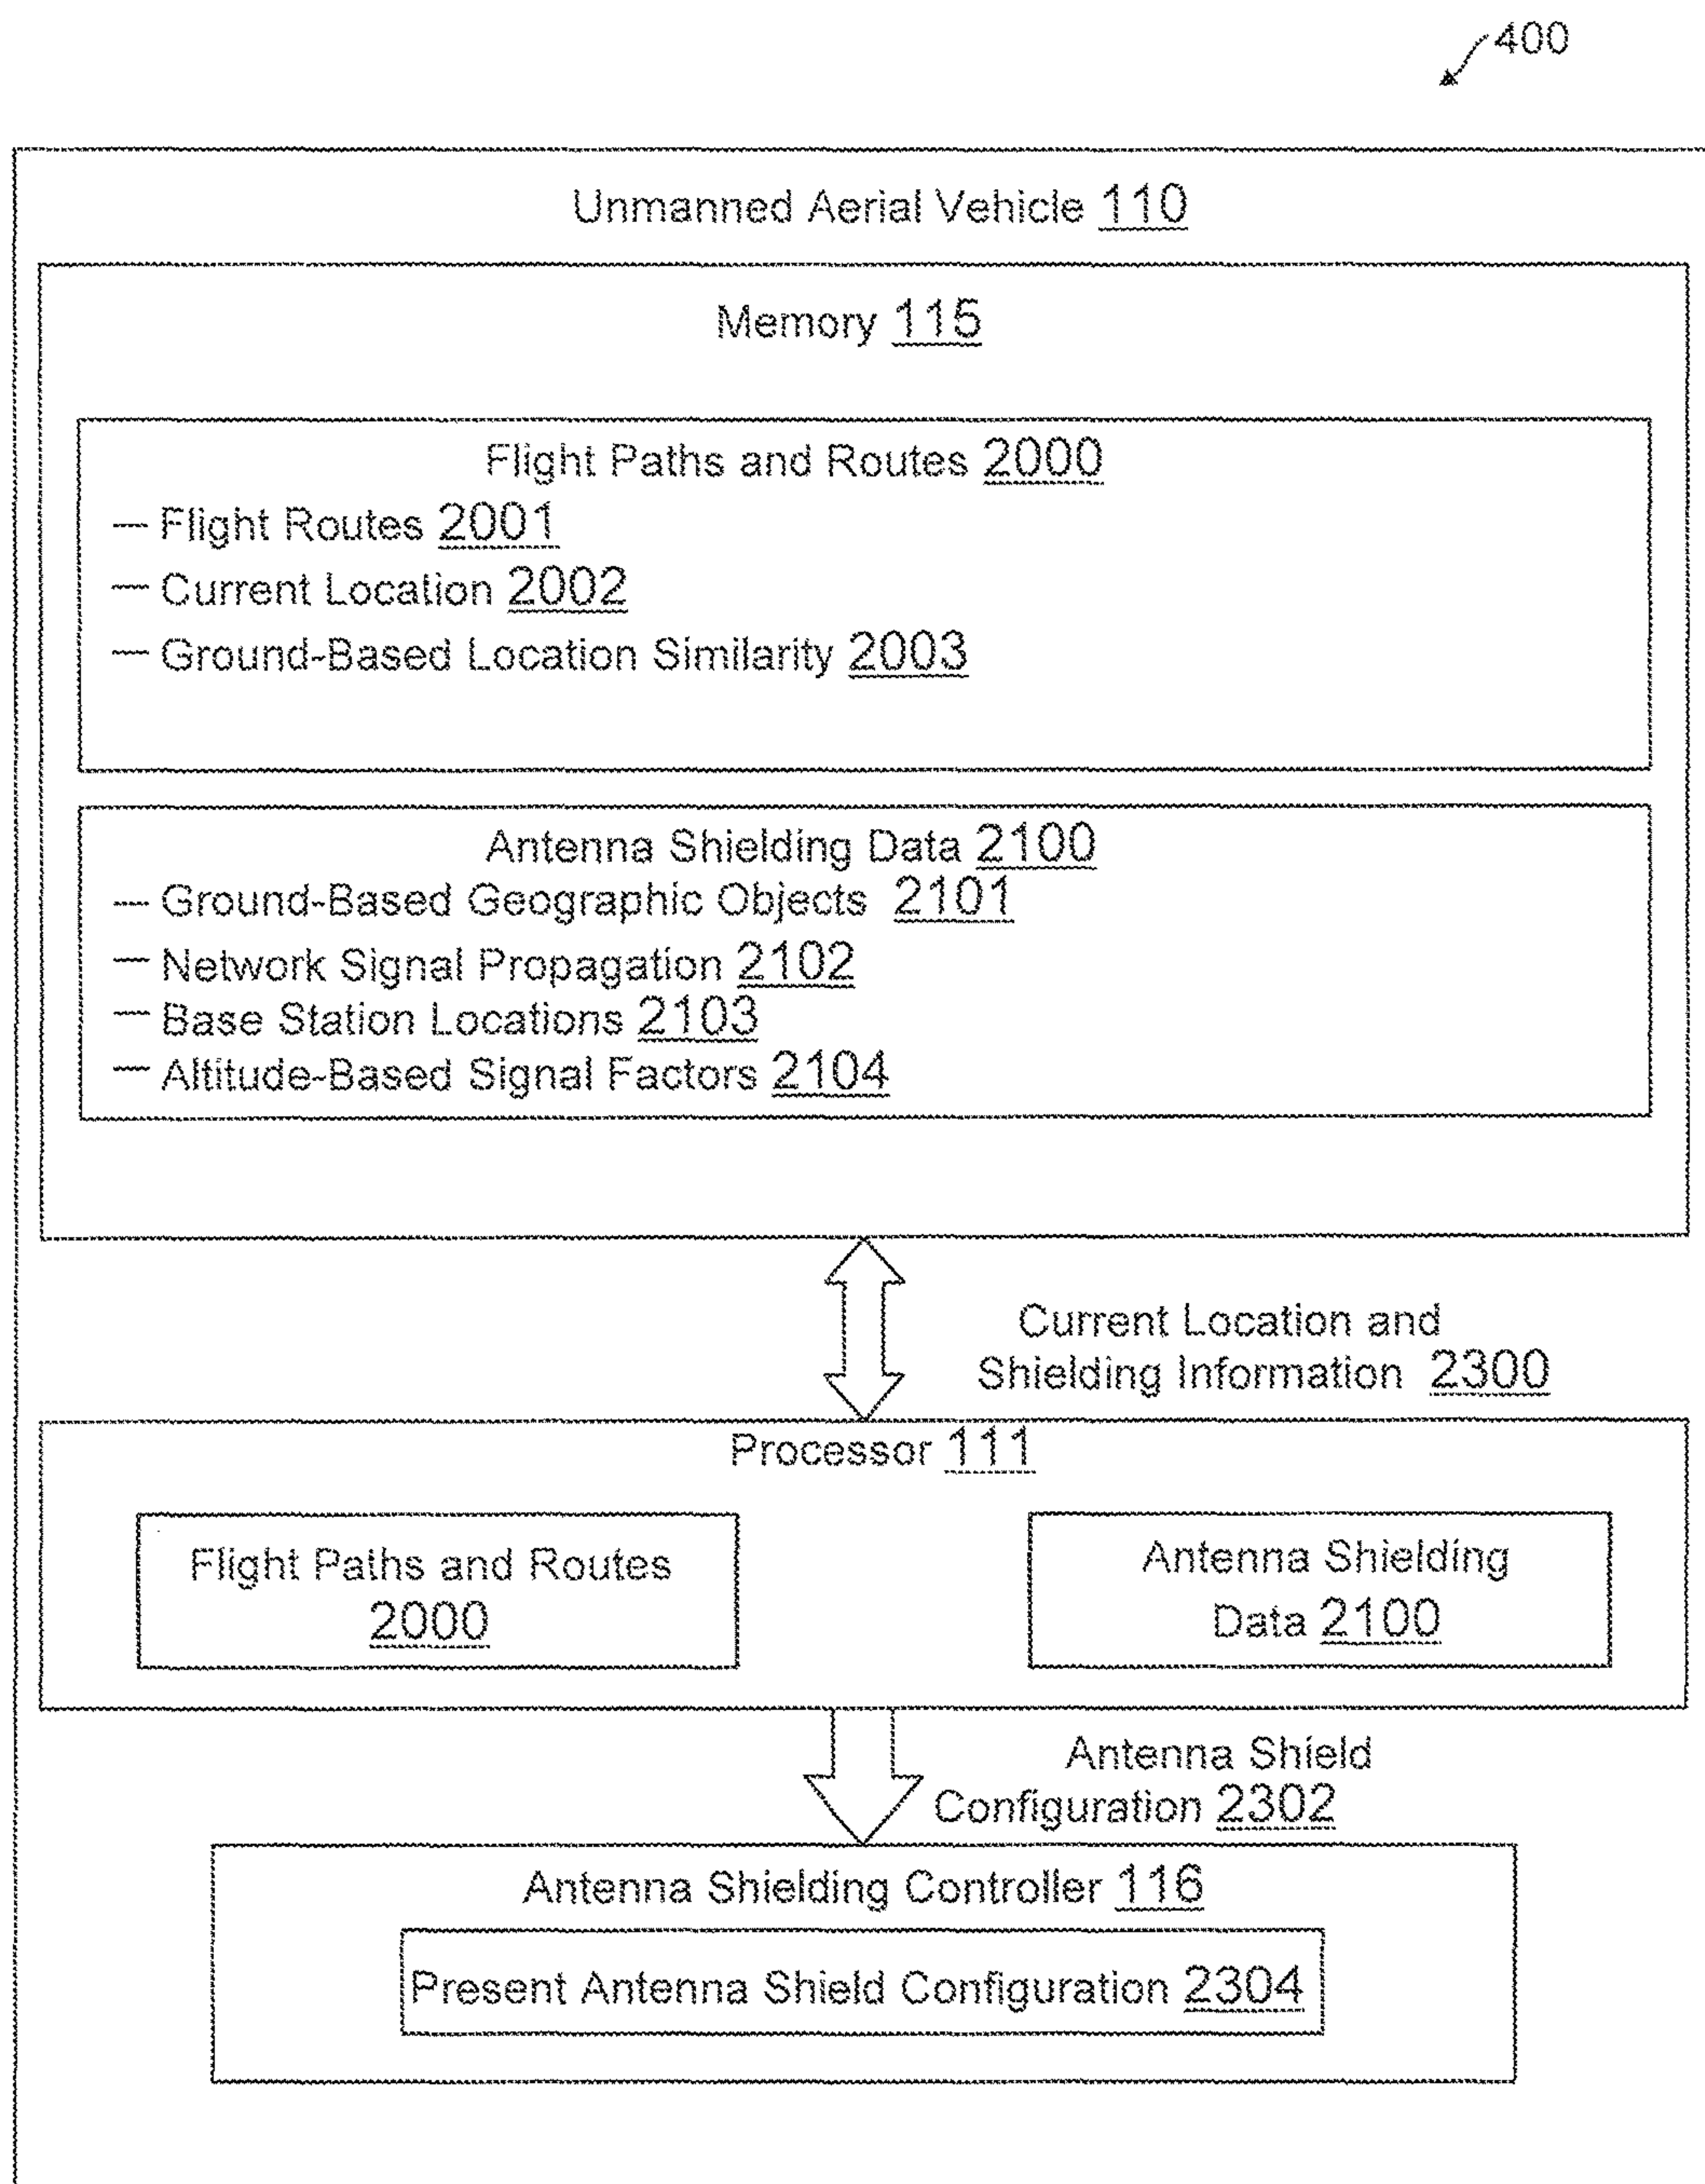 400
Unmanned Aerial Vehicle 110
Memory 115
Flight Paths and Routes 2000
— Flight Routes 2001
— Current Location 2002
— Ground-Based Location Similarity 2003
Antenna Shielding Data 2100
— Ground-Based Geographic Objects 2101
— Network Signal Propagation 2102
— Base Station Locations 2103
— Altitude-Based Signal Factors 2104
Current Location and
Shielding Information 2300
Processor 111
Flight Paths and Routes
2000
Antenna Shielding
Data 2100
Antenna Shield
Configuration 2302
Antenna Shielding Controller 116
Present Antenna Shield Configuration 2304